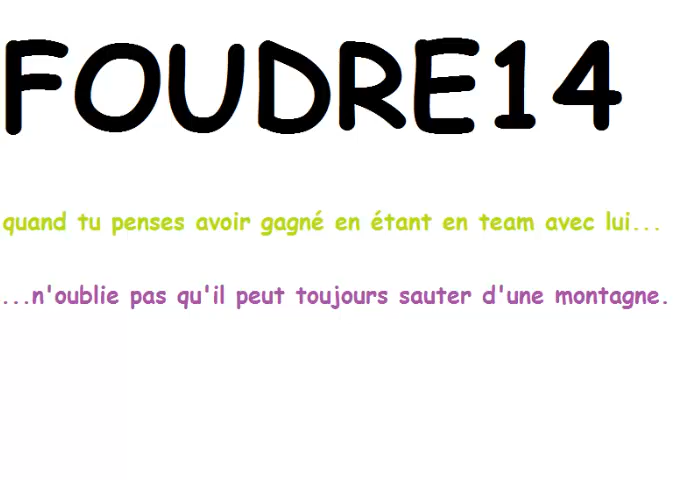 FOUDRE14
quand tu penses avoir gagné en étant en team avec lui...
...n'oublie pas qu'il peut toujours sauter d'une montagne.